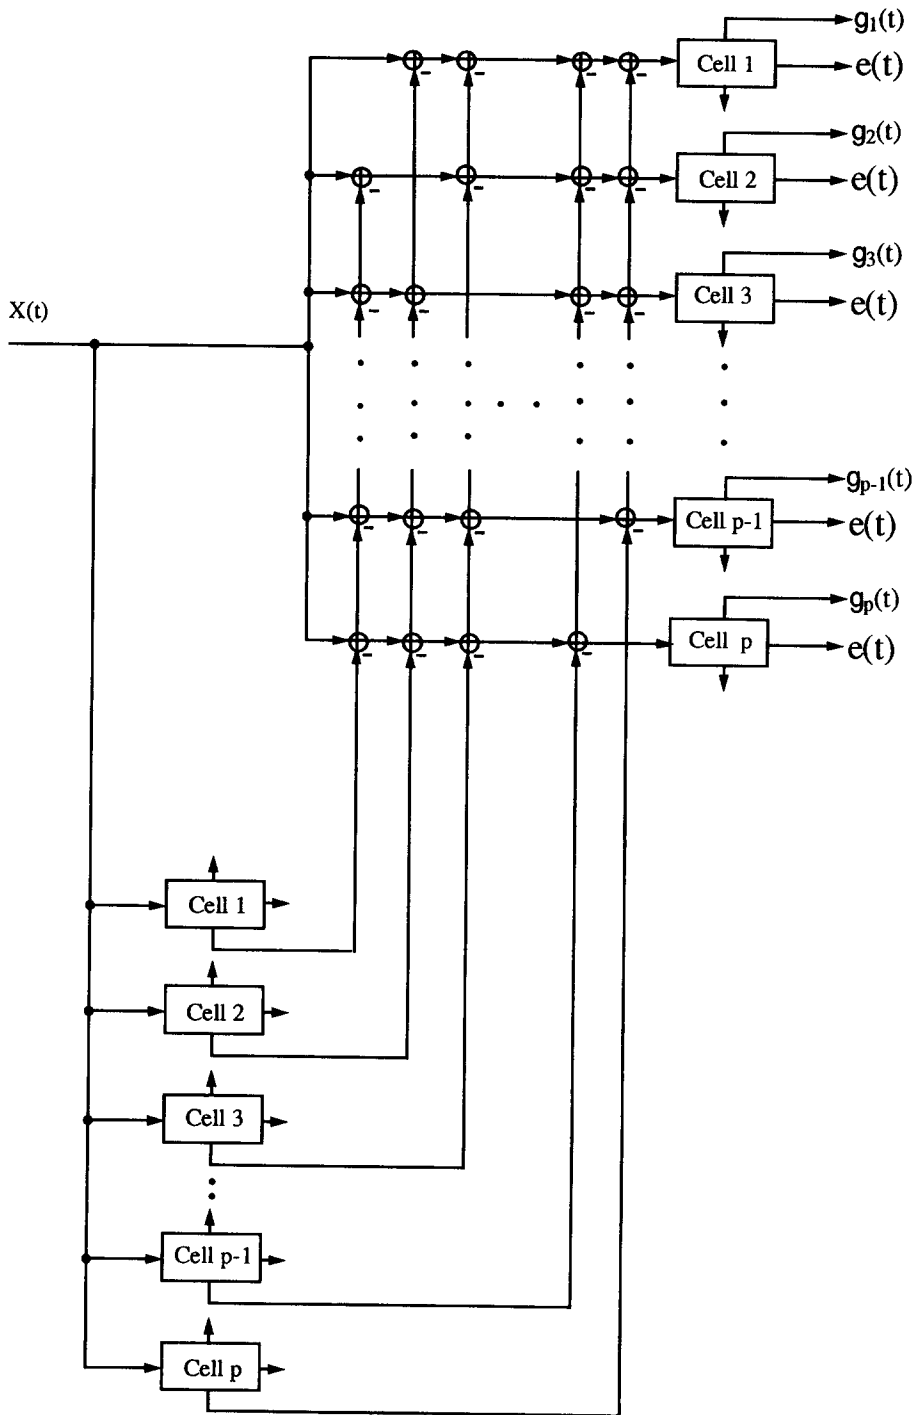 g1(t)
Cell 1
e(t)
g2(t)
Cell 2
e(t)
g3(t)
Cell 3
e(t)
X(t)
gp-1(t)
Cell p-1
e(t)
gp(t)
Cell p
e(t)
Cell 1
Cell 2
Cell 3
Cell p-1
Cell p